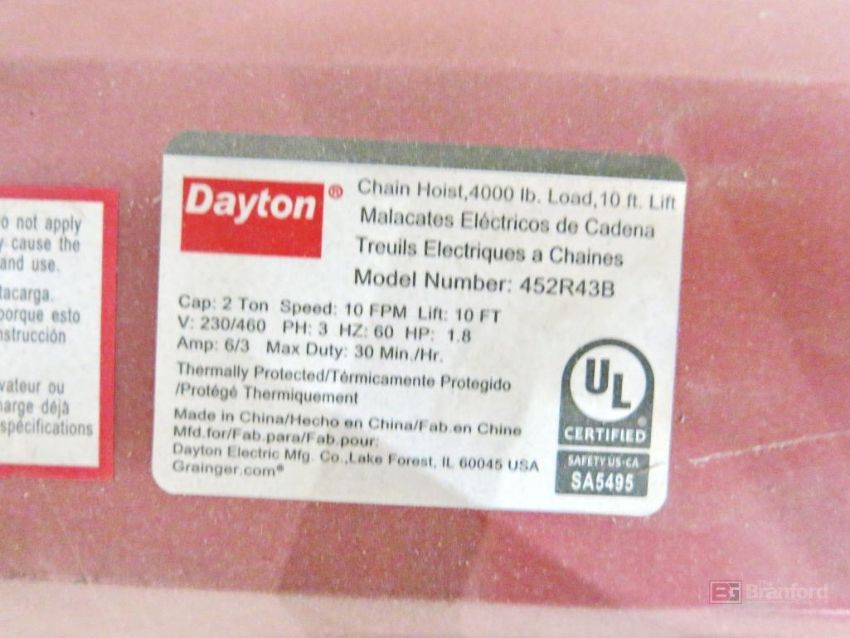 o not apply
y cause the
and use.
tacarga.
porque esto
nstrucción
vateur ou
harge déjà
spécifications
Dayton®
Chain Hoist,4000 lb. Load,10 ft. Lift
Malacates Eléctricos de Cadena
Treuils Electriques a Chaines
Model Number: 452R43B
Cap: 2 Ton Speed: 10 FPM Lift: 10 FT
V: 230/460 PH: 3 HZ: 60 HP: 1.8
Amp: 6/3 Max Duty: 30 Min./Hr.
Thermally Protected/Térmicamente Protegido
/Protégé Thermiquement
Made in China/Hecho en China/Fab.en Chine
Mfd.for/Fab.para/Fab.pour:
Dayton Electric Mfg. Co.,Lake Forest, IL 60045 USA
Grainger.com®
UL
CERTIFIED
SAFETY US-CA
SA5495
The
Branford